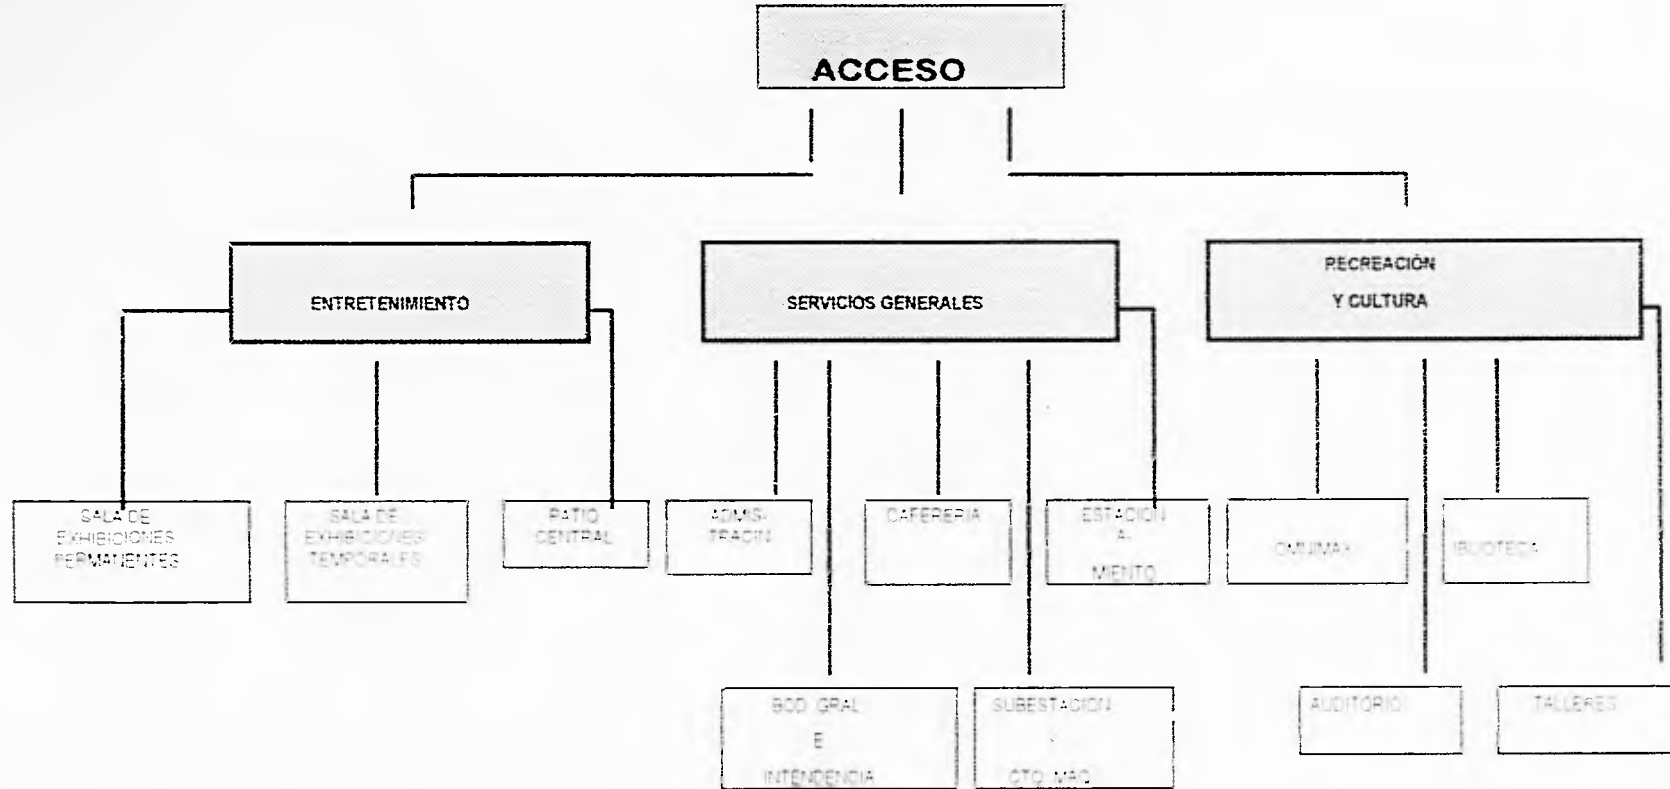 ACCESO
ENTRETENIMIENTO
SERVICIOS GENERALES
RECREACIÓN
Y CULTURA
SALA DE
EXHIBICIONES
PERMANENTES
SALA DE
EXHIBICIONES
TEMPORALES
PATIO
CENTRAL
ADMIS-
TRACIN
CAFERERIA
ESTACION
A-
MIENTO
OMNIMAX
IBLIOTECA
BOD. GRAL
E
INTENDENCIA
SUBESTACION
CTO. MAQ
AUDITORIO
TALLERES